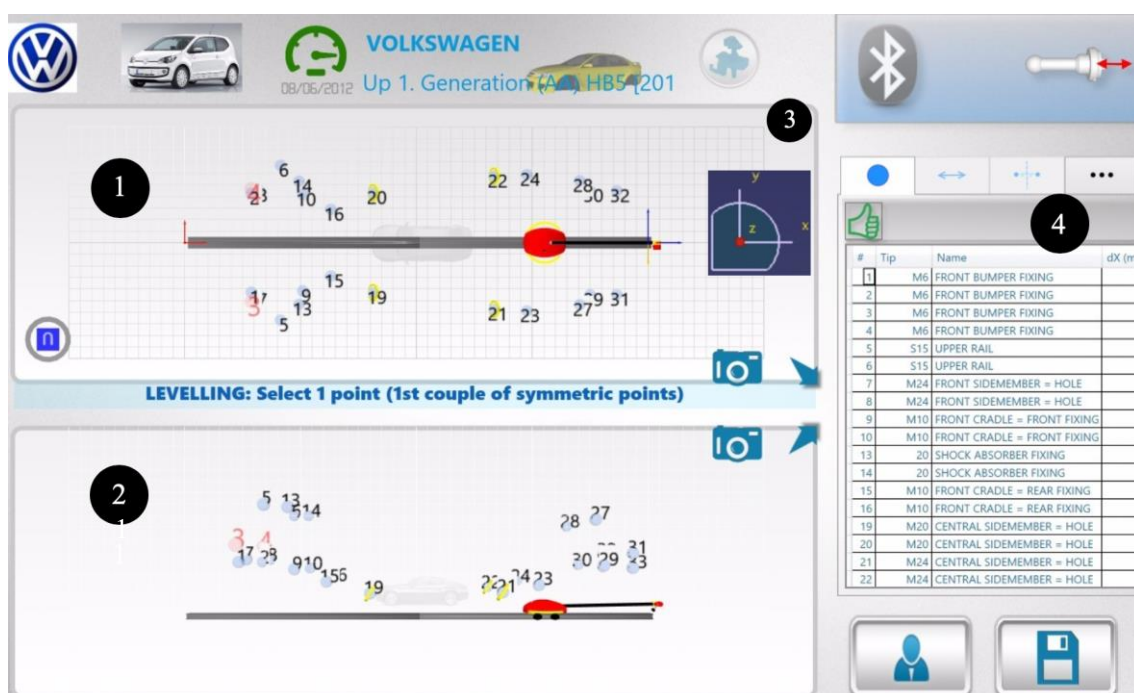 VOLKSWAGEN
08/06/2012 Up 1. Generation (AA) HB5 [201
1
3
6
14
10
16
20
22 24
28
32
y
x
z
15
9
13
5
19
21 23
27
31
LEVELLING: Select 1 point (1st couple of symmetric points)
2
5 13
14
3 4
17
9 10
19
24 23
28 27
30 29
31
4
# Tip Name dX (m
1 M6 FRONT BUMPER FIXING
2 M6 FRONT BUMPER FIXING
3 M6 FRONT BUMPER FIXING
4 M6 FRONT BUMPER FIXING
5 S15 UPPER RAIL
6 S15 UPPER RAIL
7 M24 FRONT SIDEMEMBER = HOLE
8 M24 FRONT SIDEMEMBER = HOLE
9 M10 FRONT CRADLE = FRONT FIXING
10 M10 FRONT CRADLE = FRONT FIXING
13 20 SHOCK ABSORBER FIXING
14 20 SHOCK ABSORBER FIXING
15 M10 FRONT CRADLE = REAR FIXING
16 M10 FRONT CRADLE = REAR FIXING
19 M20 CENTRAL SIDEMEMBER = HOLE
20 M20 CENTRAL SIDEMEMBER = HOLE
21 M24 CENTRAL SIDEMEMBER = HOLE
22 M24 CENTRAL SIDEMEMBER = HOLE